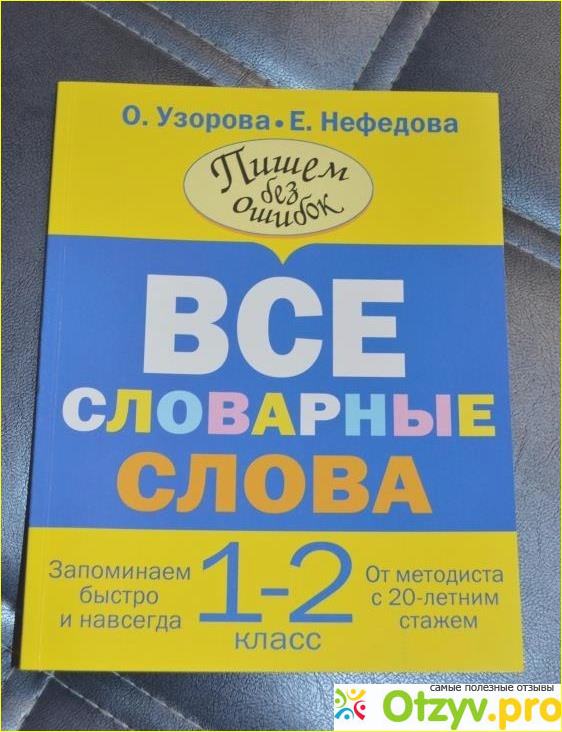 О. Узорова • Е. Нефедова
Пишем
без
ошибок
ВСЕ
СЛОВАРНЫЕ
СЛОВА
Запоминаем
быстро
и навсегда
1-2
класс
От методиста
с 20-летним
стажем
самые полезные отзывы
Otzyv.pro